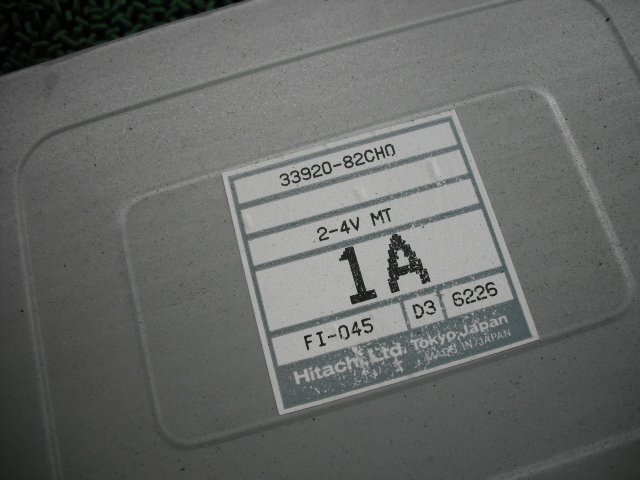 33920-82CH0
2-4V MT
1A
FI-045 D3 6226
Hitachi, Ltd. Tokyo, Japan
MADE IN JAPAN